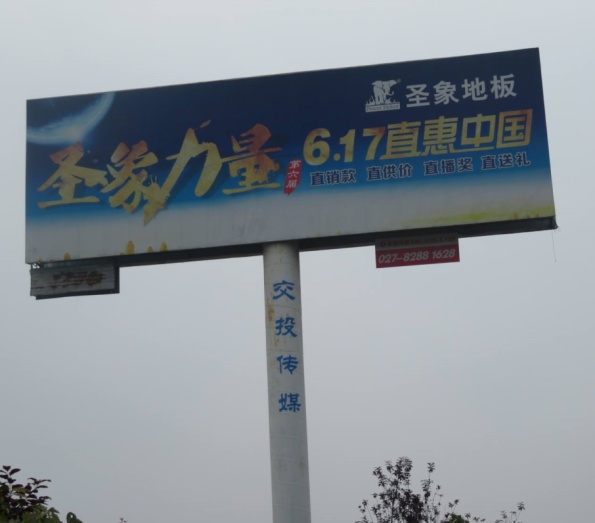 圣象地板
圣象力量
第六届
6.17直惠中国
直销款 直供价 直播奖 直送礼
027-8288 1628
交投传媒